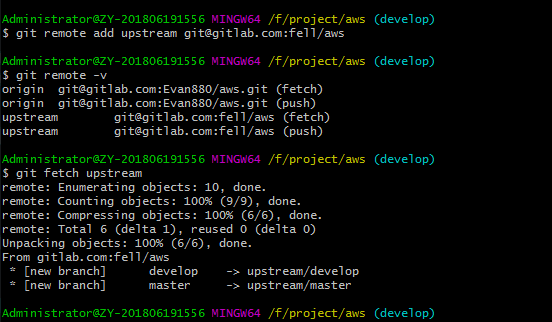 Administrator@ZY-201806191556 MINGW64 /f/project/aws (develop)
$ git remote add upstream git@gitlab.com:fell/aws
Administrator@ZY-201806191556 MINGW64 /f/project/aws (develop)
$ git remote -v
origin git@gitlab.com:Evan880/aws.git (fetch)
origin git@gitlab.com:Evan880/aws.git (push)
upstream git@gitlab.com:fell/aws (fetch)
upstream git@gitlab.com:fell/aws (push)
Administrator@ZY-201806191556 MINGW64 /f/project/aws (develop)
$ git fetch upstream
remote: Enumerating objects: 10, done.
remote: Counting objects: 100% (9/9), done.
remote: Compressing objects: 100% (6/6), done.
remote: Total 6 (delta 1), reused 0 (delta 0)
Unpacking objects: 100% (6/6), done.
From gitlab.com:fell/aws
* [new branch] develop -> upstream/develop
* [new branch] master -> upstream/master
Administrator@ZY-201806191556 MINGW64 /f/project/aws (develop)